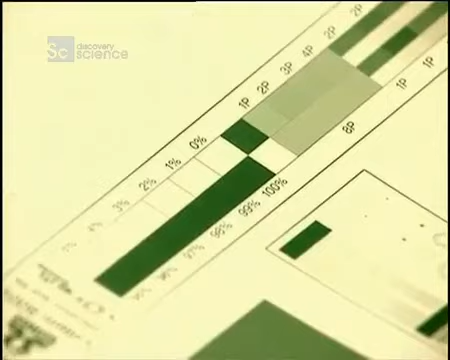 Sc discovery
science
2P
2P
4P
3P
2P
1P
0%
1%
2%
3%
4%
1P
1P
8P
100%
99%
98%
97%
96%